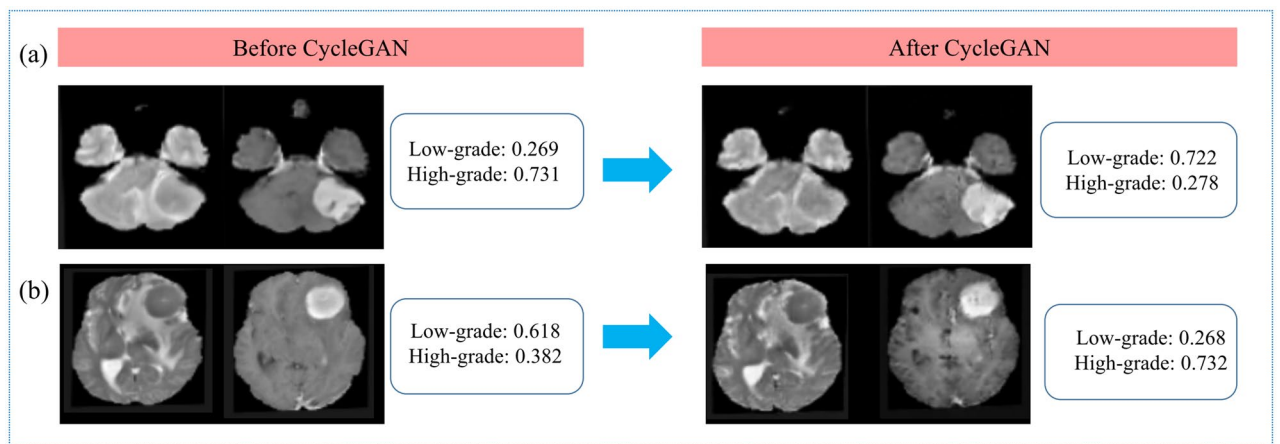 (a)
Before CycleGAN
After CycleGAN
Low-grade: 0.269
High-grade: 0.731
Low-grade: 0.722
High-grade: 0.278
(b)
Low-grade: 0.618
High-grade: 0.382
Low-grade: 0.268
High-grade: 0.732